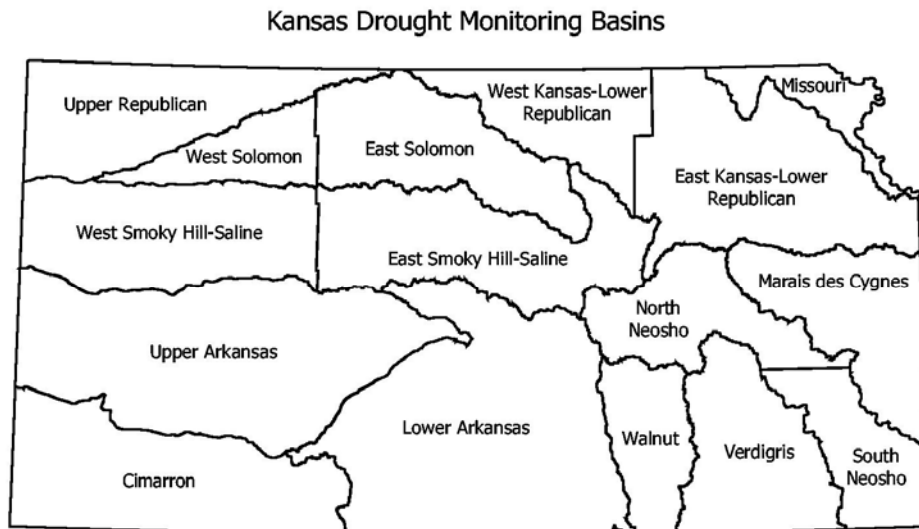 Kansas Drought Monitoring Basins
Upper Republican
West Solomon
East Solomon
West Kansas-Lower
Republican
Missouri
East Kansas-Lower
Republican
West Smoky Hill-Saline
East Smoky Hill-Saline
Marais des Cygnes
North
Neosho
Upper Arkansas
Lower Arkansas
Walnut
Verdigris
South
Neosho
Cimarron